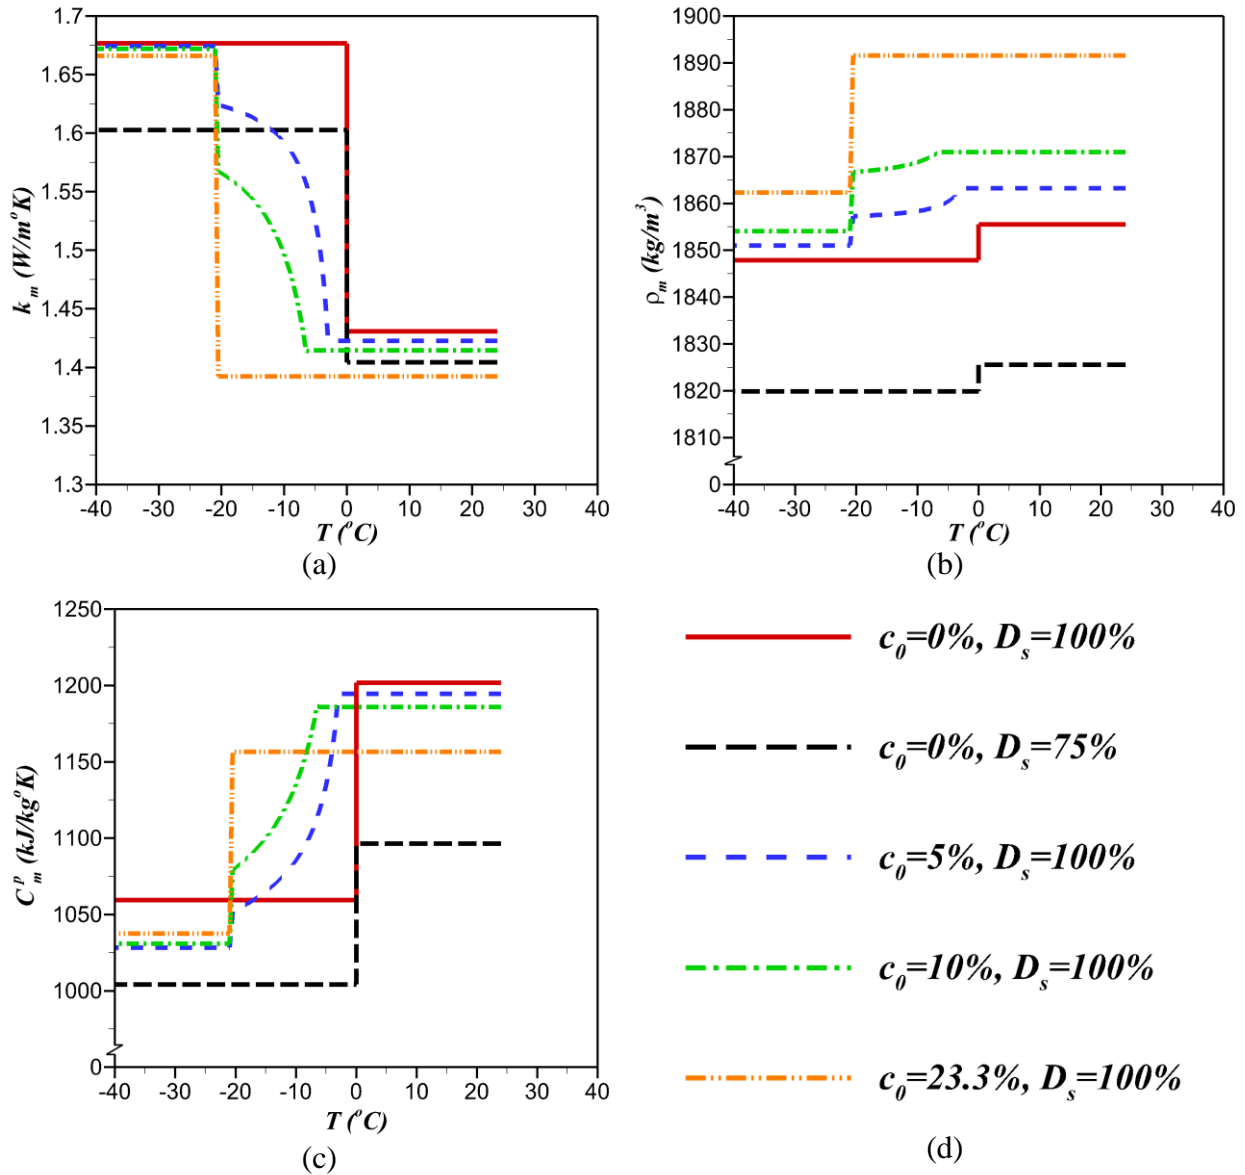 1.7
1.65
1.6
1.55
1.5
1.45
1.4
1.35
1.3
k_m (W/m°K)
-40 -30 -20 -10 0 10 20 30 40
T (°C)
(a)
1900
1890
1880
1870
1860
1850
1840
1830
1820
1810
0
ρ_m (kg/m³)
-40 -30 -20 -10 0 10 20 30 40
T (°C)
(b)
1250
1200
1150
1100
1050
1000
0
C_m^p (kJ/kg°K)
-40 -30 -20 -10 0 10 20 30 40
T (°C)
(c)
c_0=0%, D_s=100%
c_0=0%, D_s=75%
c_0=5%, D_s=100%
c_0=10%, D_s=100%
c_0=23.3%, D_s=100%
(d)